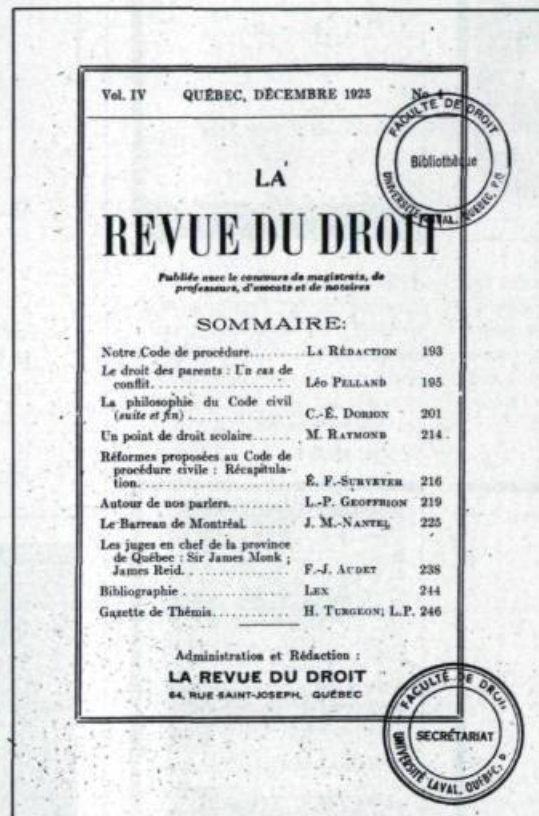 Vol. IV QUÉBEC, DÉCEMBRE 1925 No. 4
FACULTÉ DE DROIT
Bibliothèque
UNIVERSITÉ LAVAL, QUÉBEC, P.Q.
LA
REVUE DU DROIT
Publiée avec le concours de magistrats, de
professeurs, d'avocats et de notaires
SOMMAIRE:
Notre Code de procédure........ LA RÉDACTION 193
Le droit des parents : Un cas de
conflit.................... LÉO PELLAND 195
La philosophie du Code civil
(suite et fin) ................ C.-É. DORION 201
Un point de droit scolaire...... M. RAYMOND 214
Réformes proposées au Code de
procédure civile : Récapitula-
tion...................... É. F.-SURVEYER 216
Autour de nos parlers.......... L.-P. GEOFFRION 219
Le Barreau de Montréal......... J. M.-NANTEL 225
Les juges en chef de la province
de Québec : Sir James Monk ;
James Reid. ................. F.-J. AUDET 238
Bibliographie ................ LEX 244
Gazette de Thémis............. H. TURGEON; L.P. 246
Administration et Rédaction :
LA REVUE DU DROIT
64, RUE SAINT-JOSEPH, QUÉBEC
FACULTÉ DE DROIT
SECRÉTARIAT
UNIVERSITÉ LAVAL, QUÉBEC, P.